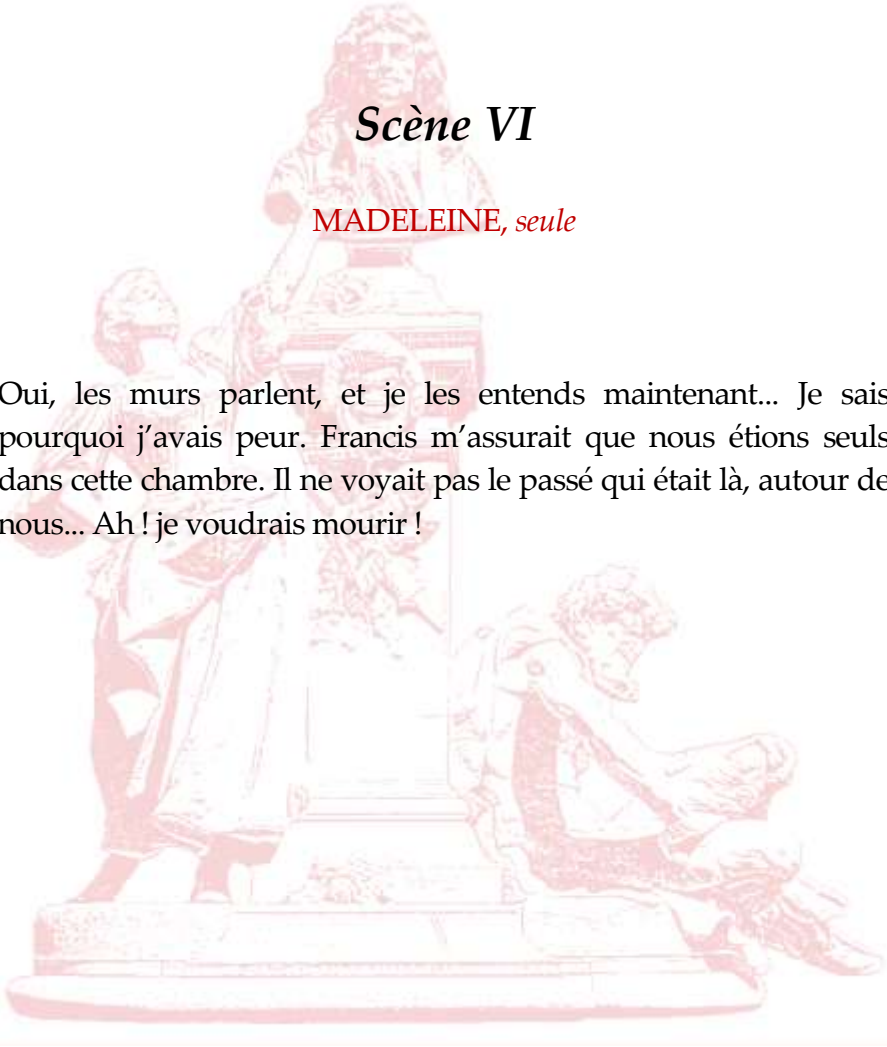 Scène VI
MADELEINE, seule
Oui, les murs parlent, et je les entends maintenant... Je sais
pourquoi j’avais peur. Francis m’assurait que nous étions seuls
dans cette chambre. Il ne voyait pas le passé qui était là, autour de
nous... Ah ! je voudrais mourir !